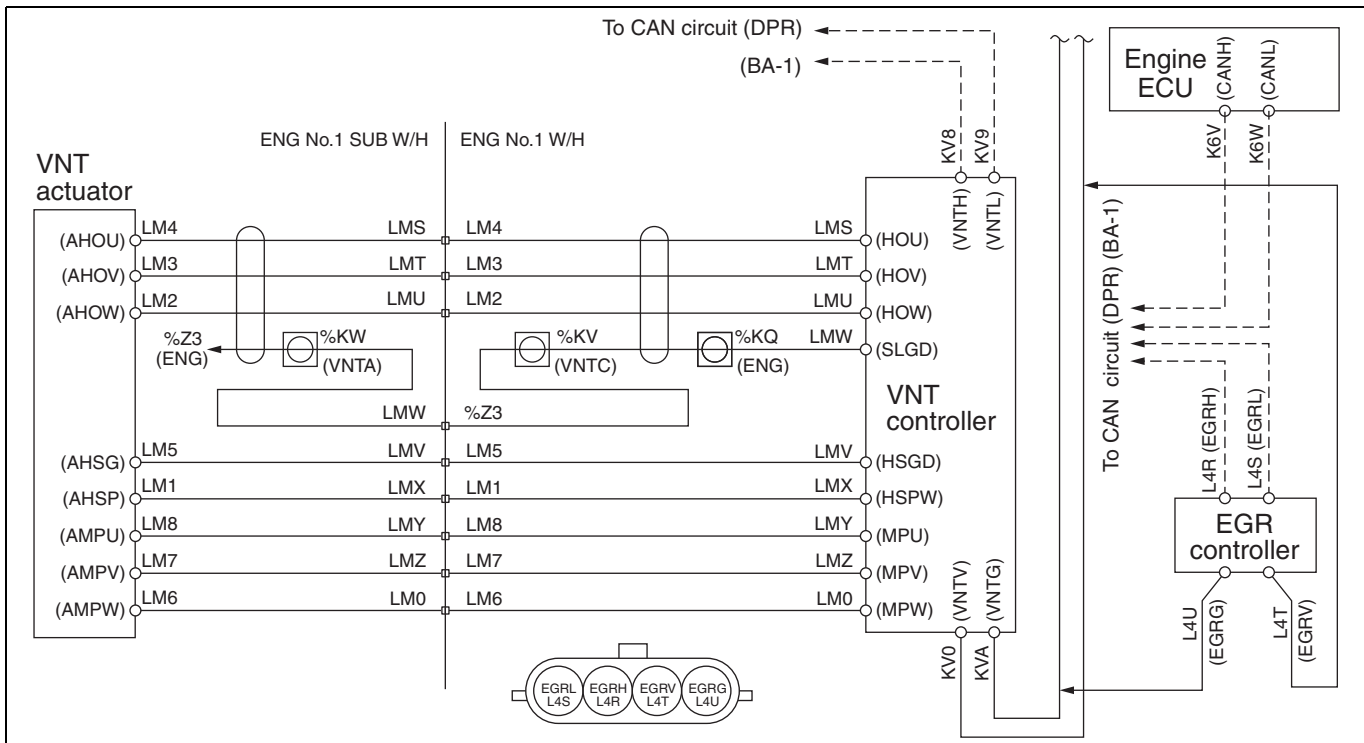 To CAN circuit (DPR)
(BA-1)
Engine
ECU
(CANH)
(CANL)
K6V
K6W
ENG No.1 SUB W/H
ENG No.1 W/H
KV8
KV9
(VNTH)
(VNTL)
VNT
actuator
(AHOU) LM4 LMS LM4 LMS (HOU)
(AHOV) LM3 LMT LM3 LMT (HOV)
(AHOW) LM2 LMU LM2 LMU (HOW)
%Z3
(ENG)
%KW
(VNTA)
%KV
(VNTC)
%KQ
(ENG)
LMW (SLGD)
LMW %Z3
VNT
controller
(AHSG) LM5 LMV LM5 LMV (HSGD)
(AHSP) LM1 LMX LM1 LMX (HSPW)
(AMPU) LM8 LMY LM8 LMY (MPU)
(AMPV) LM7 LMZ LM7 LMZ (MPV)
(AMPW) LM6 LM0 LM6 LM0 (MPW)
(VNTV)
(VNTG)
KV0
KVA
To CAN circuit (DPR) (BA-1)
L4R (EGRH)
L4S (EGRL)
EGR
controller
L4U
(EGRG)
L4T
(EGRV)
EGRL EGRH EGRV EGRG
L4S L4R L4T L4U